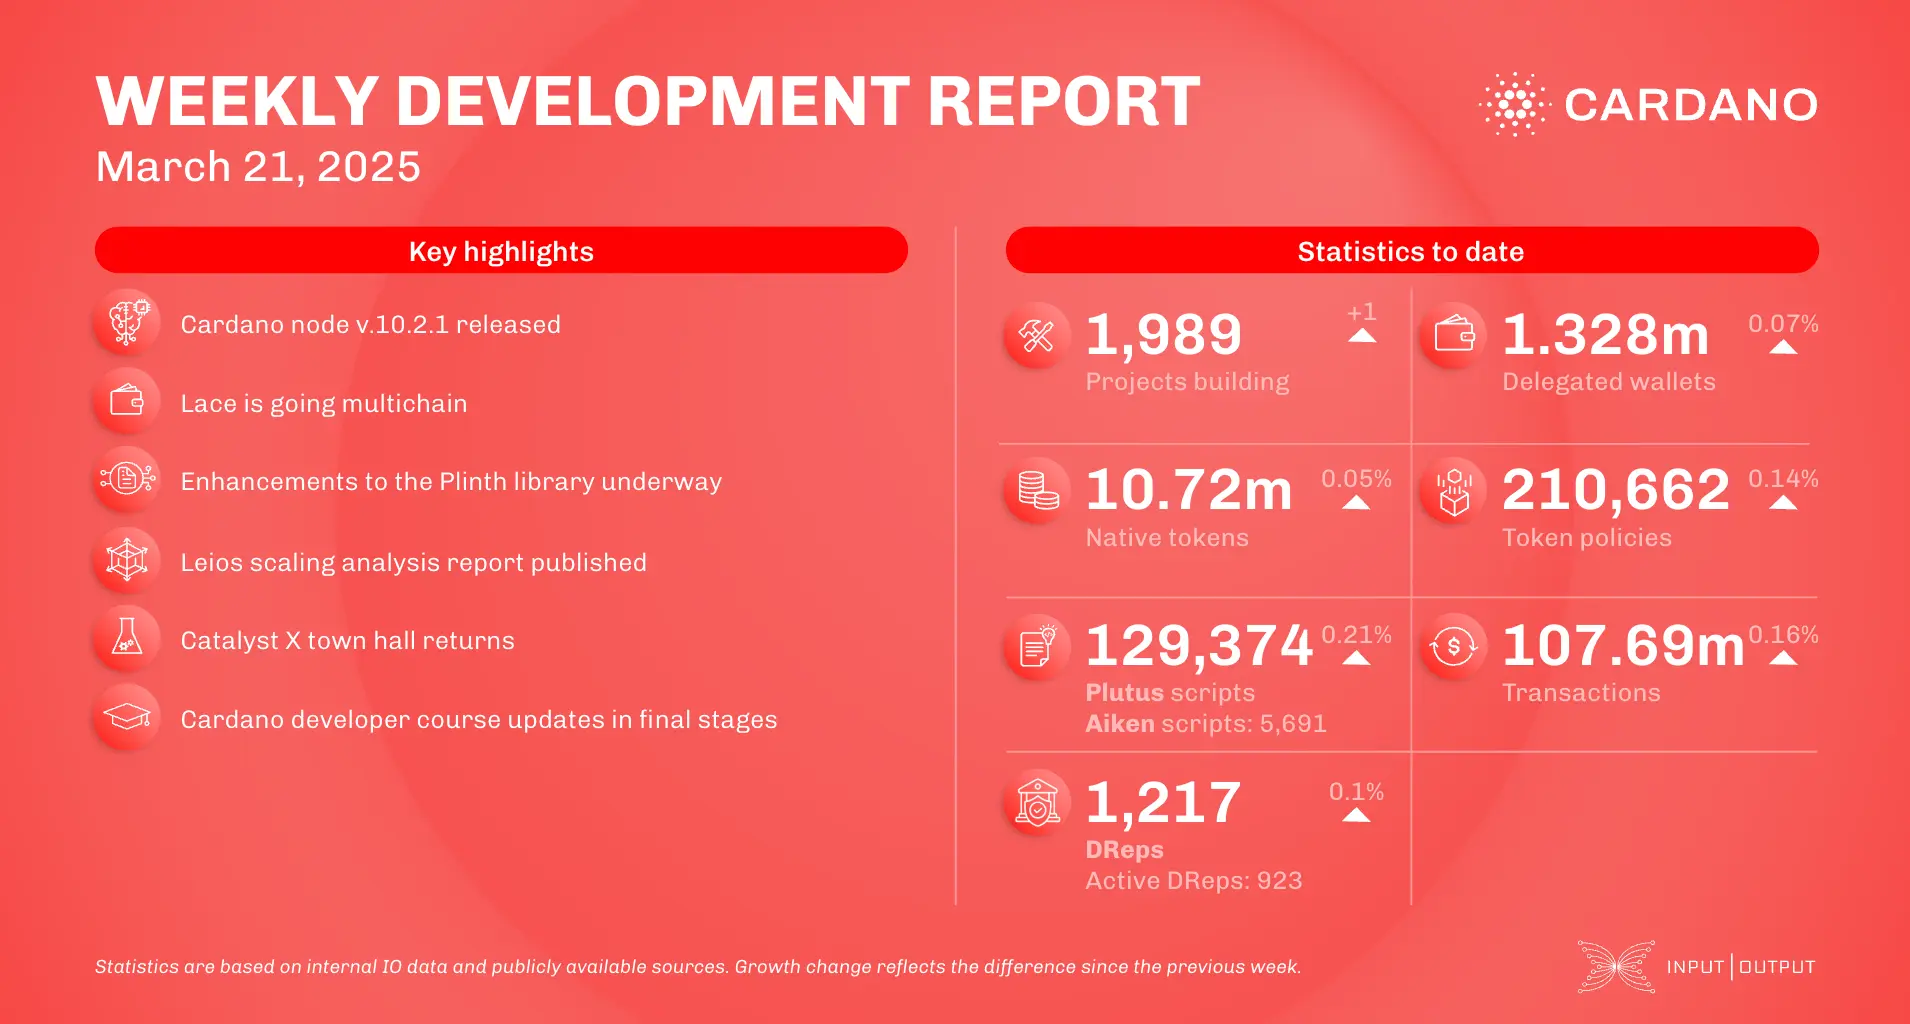 WEEKLY DEVELOPMENT REPORT
March 21, 2025
CARDANO
Key highlights
Cardano node v.10.2.1 released
Lace is going multichain
Enhancements to the Plinth library underway
Leios scaling analysis report published
Catalyst X town hall returns
Cardano developer course updates in final stages
Statistics to date
1,989
+1
Projects building
1.328m
0.07%
Delegated wallets
10.72m
0.05%
Native tokens
210,662
0.14%
Token policies
129,374
0.21%
Plutus scripts
Aiken scripts: 5,691
107.69m
0.16%
Transactions
1,217
0.1%
DReps
Active DReps: 923
Statistics are based on internal IO data and publicly available sources. Growth change reflects the difference since the previous week.
INPUT | OUTPUT